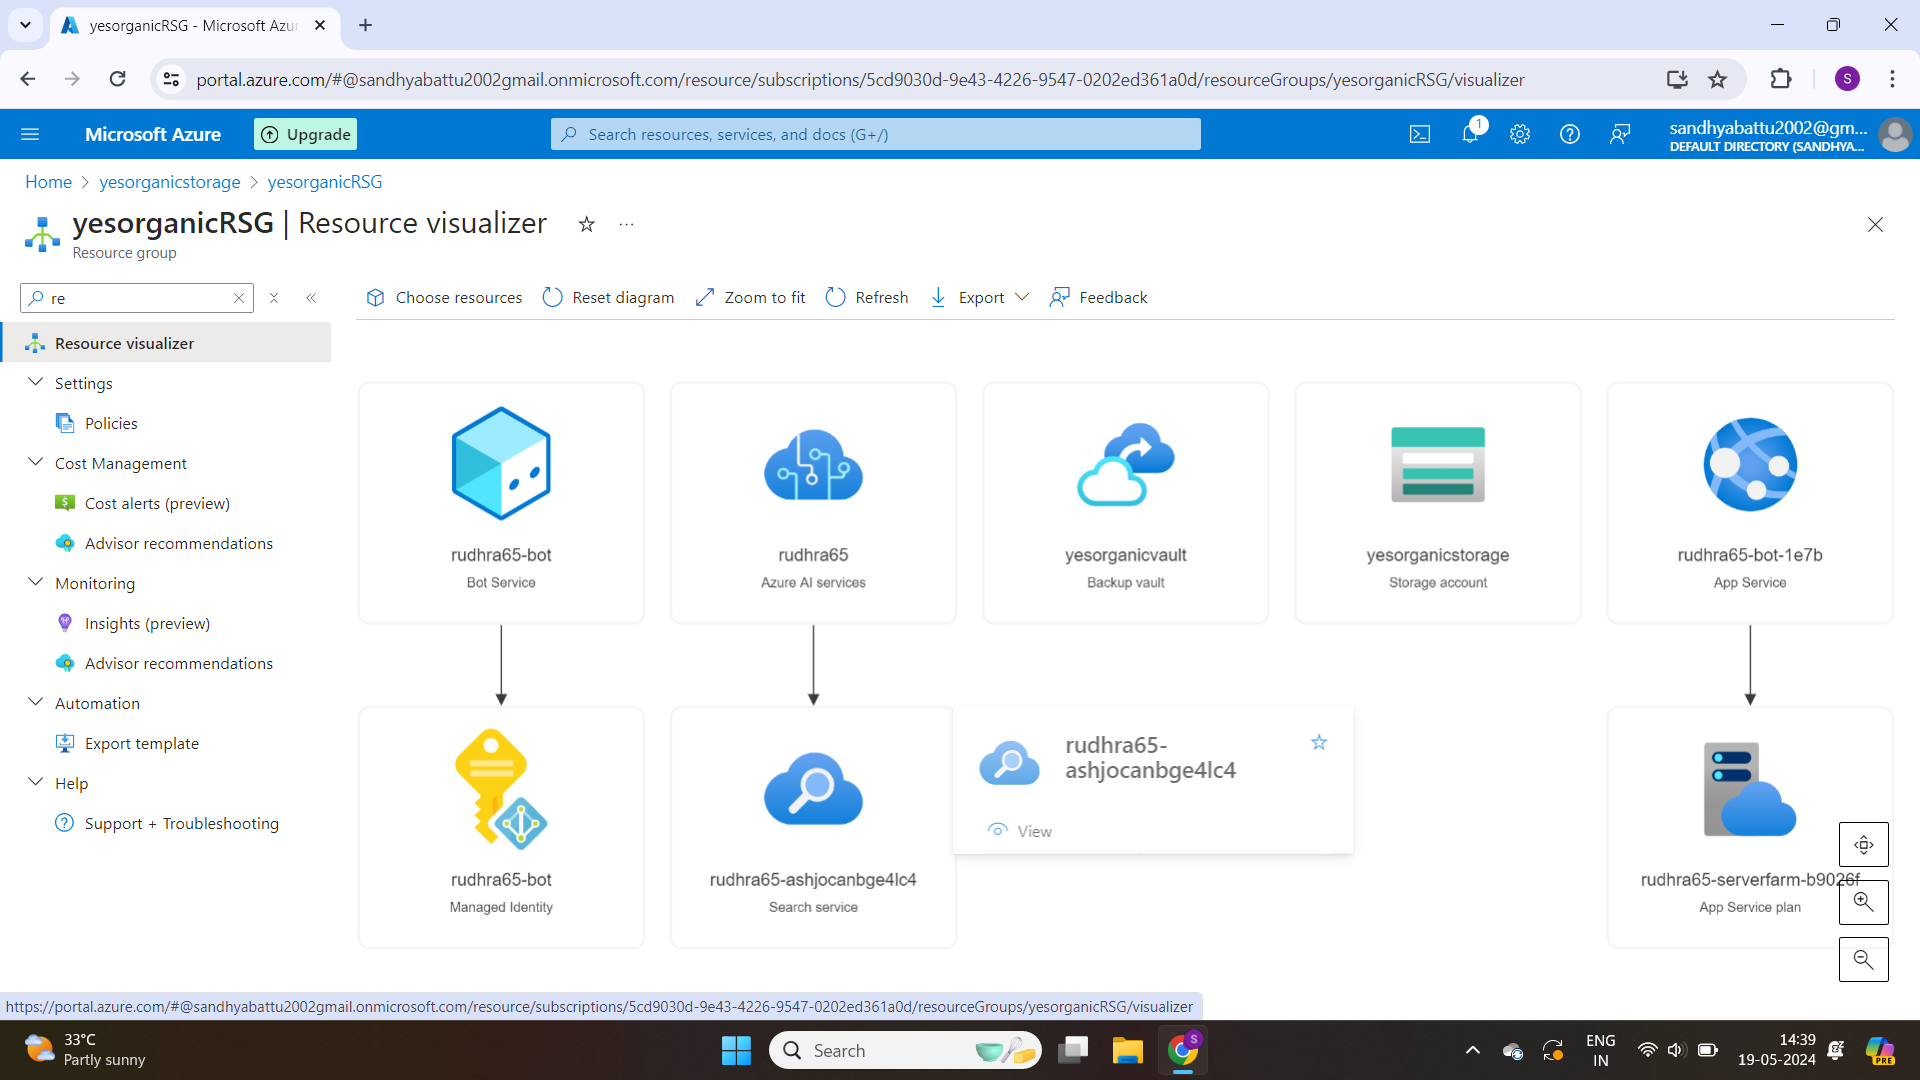 yesorganicRSG - Microsoft Azur
portal.azure.com/#@sandhyabattu2002gmail.onmicrosoft.com/resource/subscriptions/5cd9030d-9e43-4226-9547-0202ed361a0d/resourceGroups/yesorganicRSG/visualizer
S
Microsoft Azure
Upgrade
Search resources, services, and docs (G+/)
1
sandhyabattu2002@gm...
DEFAULT DIRECTORY (SANDHYA...
Home > yesorganicstorage > yesorganicRSG
yesorganicRSG | Resource visualizer
Resource group
re
Choose resources
Reset diagram
Zoom to fit
Refresh
Export
Feedback
Resource visualizer
Settings
Policies
Cost Management
Cost alerts (preview)
Advisor recommendations
Monitoring
Insights (preview)
Advisor recommendations
Automation
Export template
Help
Support + Troubleshooting
rudhra65-bot
Bot Service
rudhra65
Azure AI services
yesorganicvault
Backup vault
yesorganicstorage
Storage account
rudhra65-bot-1e7b
App Service
rudhra65-bot
Managed Identity
rudhra65-ashjocanbge4lc4
Search service
rudhra65-
ashjocanbge4lc4
View
rudhra65-serverfarm-b9026f
App Service plan
https://portal.azure.com/#@sandhyabattu2002gmail.onmicrosoft.com/resource/subscriptions/5cd9030d-9e43-4226-9547-0202ed361a0d/resourceGroups/yesorganicRSG/visualizer
33°C
Partly sunny
Search
S
ENG
IN
14:39
19-05-2024
PRE